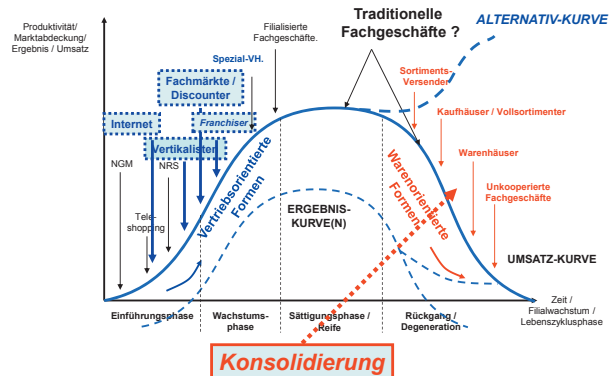 Produktivität/
Marktabdeckung/
Ergebnis / Umsatz
Traditionelle
Fachgeschäfte ?
ALTERNATIV-KURVE
Filialisierte
Fachgeschäfte.
Spezial-VH.
Fachmärkte /
Discounter
Internet
Franchiser
Vertikalisten
NGM
NRS
Tele-
shopping
Vertriebsorientierte
Formen
ERGEBNIS-
KURVE(N)
Warenorientierte
Formen
Sortiments-
Versender
Kaufhäuser / Vollsortimenter
Warenhäuser
Unkooperierte
Fachgeschäfte
UMSATZ-KURVE
Zeit /
Filialwachstum /
Lebenszyklusphase
Einführungsphase
Wachstums-
phase
Sättigungsphase /
Reife
Rückgang /
Degeneration
Konsolidierung